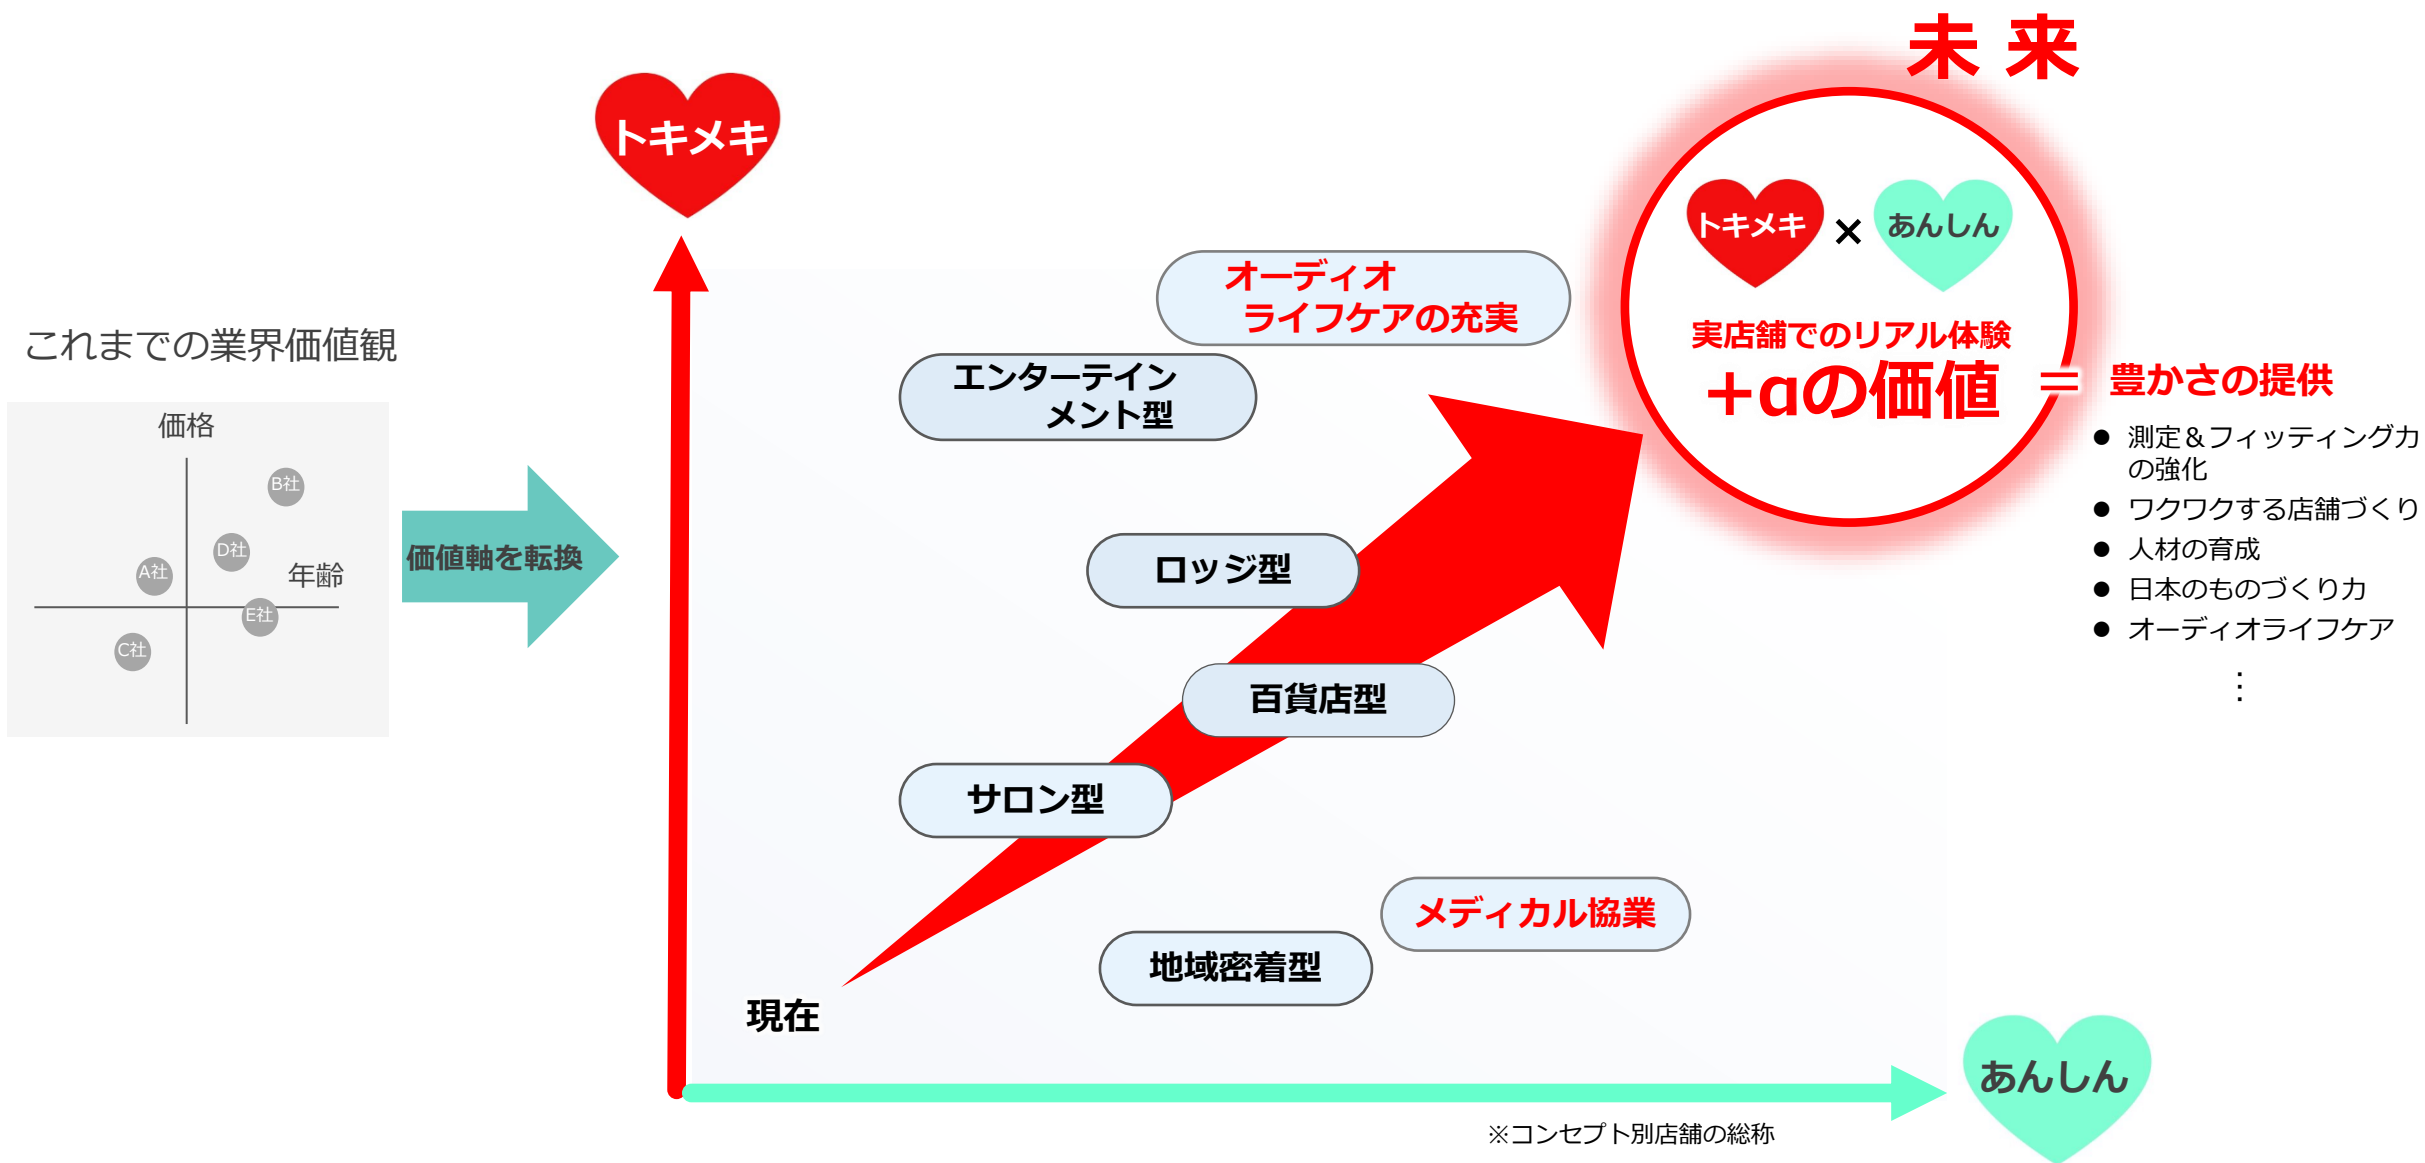 これまでの業界価値観
価格
B社
D社
A社
年齢
E社
C社
価値軸を転換
トキメキ
オーディオ
ライフケアの充実
エンターテイン
メント型
ロッジ型
百貨店型
サロン型
メディカル協業
地域密着型
現在
あんしん
※コンセプト別店舗の総称
未 来
トキメキ × あんしん
実店舗でのリアル体験
+αの価値
＝ 豊かさの提供
● 測定＆フィッティング力
の強化
● ワクワクする店舗づくり
● 人材の育成
● 日本のものづくり力
● オーディオライフケア
⋮